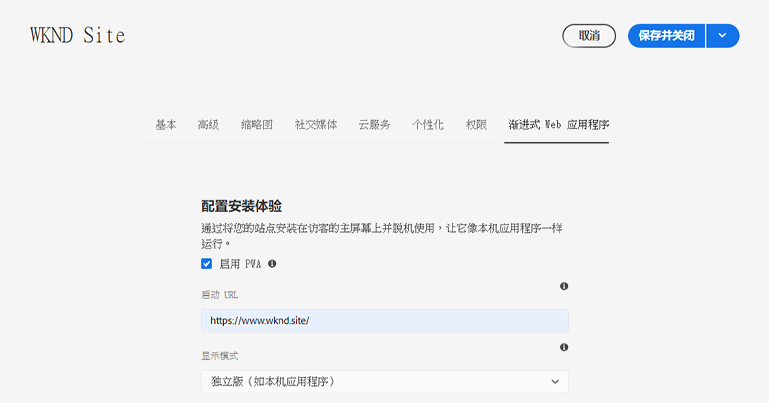 WKND Site
取消
保存并关闭
基本 高级 缩略图 社交媒体 云服务 个性化 权限 渐进式 Web 应用程序
配置安装体验
通过将您的站点安装在访客的主屏幕上并脱机使用，让它像本机应用程序一样
运行。
启用 PWA
启动 URL
https://www.wknd.site/
显示模式
独立版（如本机应用程序）